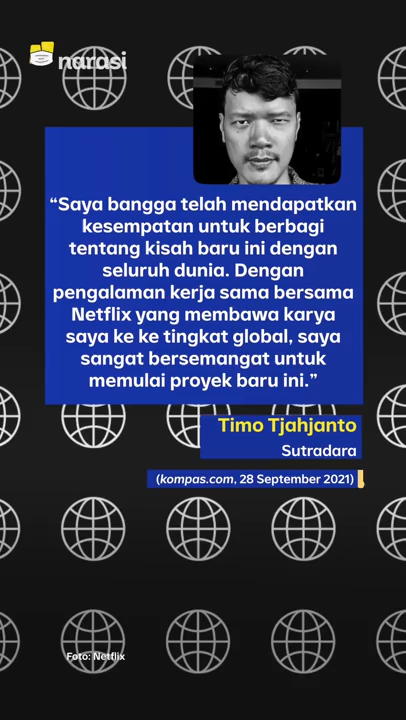 narasi
“Saya bangga telah mendapatkan
kesempatan untuk berbagi
tentang kisah baru ini dengan
seluruh dunia. Dengan
pengalaman kerja sama bersama
Netflix yang membawa karya
saya ke ke tingkat global, saya
sangat bersemangat untuk
memulai proyek baru ini.”
Timo Tjahjanto
Sutradara
(kompas.com, 28 September 2021)
Foto: Netflix